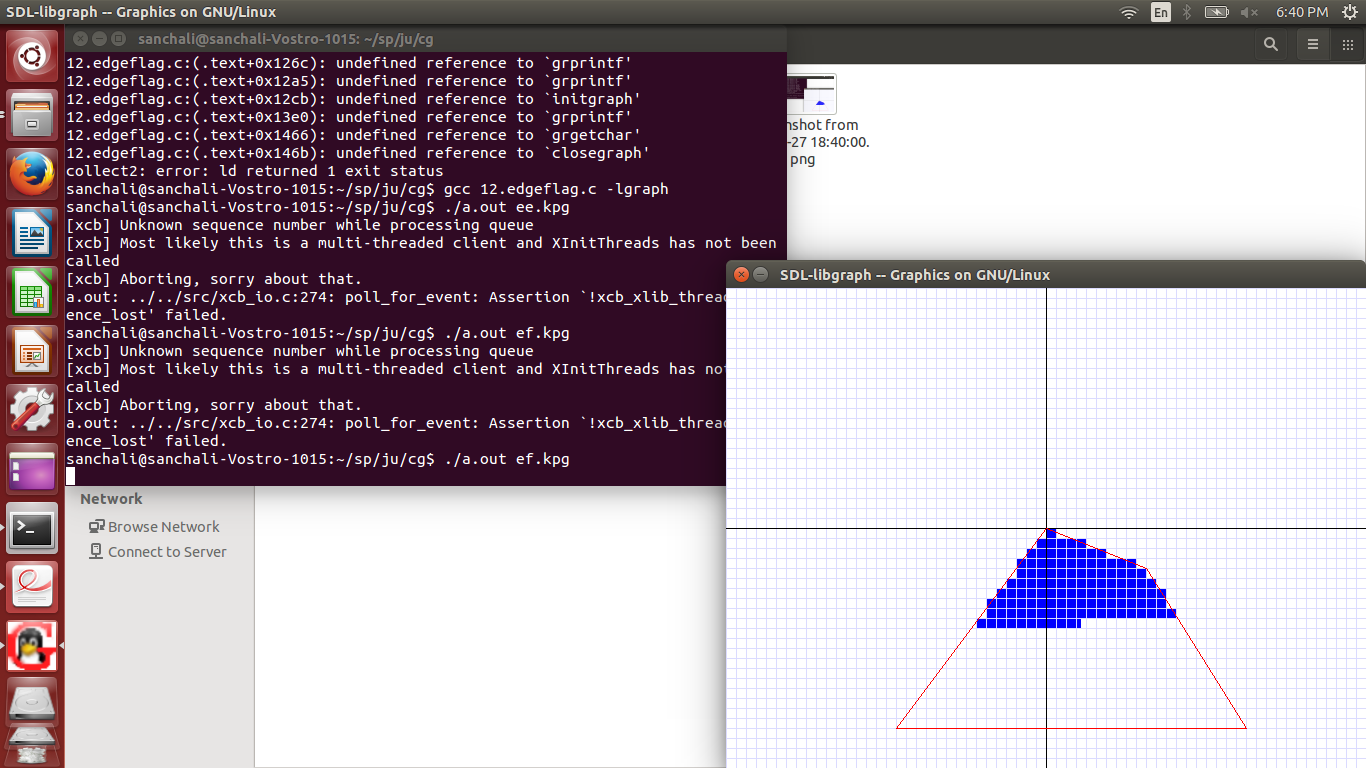 SDL-libgraph -- Graphics on GNU/Linux
En
6:40 PM
sanchali@sanchali-Vostro-1015: ~/sp/ju/cg
12.edgeflag.c:(.text+0x126c): undefined reference to `grprintf'
12.edgeflag.c:(.text+0x12a5): undefined reference to `grprintf'
12.edgeflag.c:(.text+0x12cb): undefined reference to `initgraph'
12.edgeflag.c:(.text+0x13e0): undefined reference to `grprintf'
12.edgeflag.c:(.text+0x1466): undefined reference to `grgetchar'
12.edgeflag.c:(.text+0x146b): undefined reference to `closegraph'
collect2: error: ld returned 1 exit status
sanchali@sanchali-Vostro-1015:~/sp/ju/cg$ gcc 12.edgeflag.c -lgraph
sanchali@sanchali-Vostro-1015:~/sp/ju/cg$ ./a.out ee.kpg
[xcb] Unknown sequence number while processing queue
[xcb] Most likely this is a multi-threaded client and XInitThreads has not been
called
[xcb] Aborting, sorry about that.
a.out: ../../src/xcb_io.c:274: poll_for_event: Assertion `!xcb_xlib_threa
ence_lost' failed.
sanchali@sanchali-Vostro-1015:~/sp/ju/cg$ ./a.out ef.kpg
[xcb] Unknown sequence number while processing queue
[xcb] Most likely this is a multi-threaded client and XInitThreads has no
called
[xcb] Aborting, sorry about that.
a.out: ../../src/xcb_io.c:274: poll_for_event: Assertion `!xcb_xlib_threa
ence_lost' failed.
sanchali@sanchali-Vostro-1015:~/sp/ju/cg$ ./a.out ef.kpg
nshot from
-27 18:40:00.
png
SDL-libgraph -- Graphics on GNU/Linux
Network
Browse Network
Connect to Server